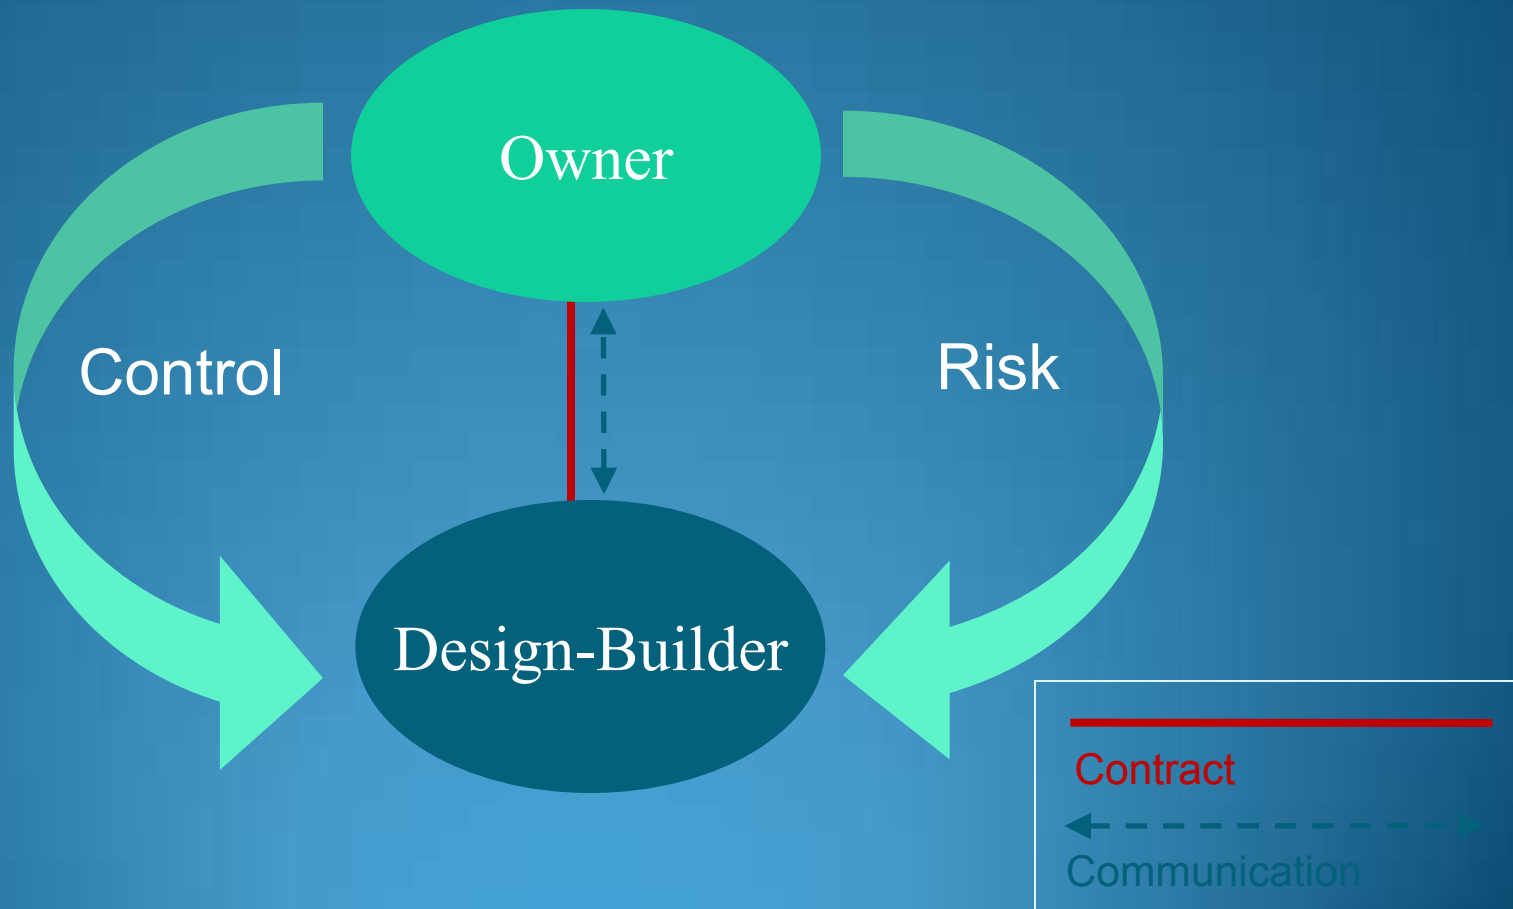 Owner
Control
Risk
Design-Builder
Contract
Communication